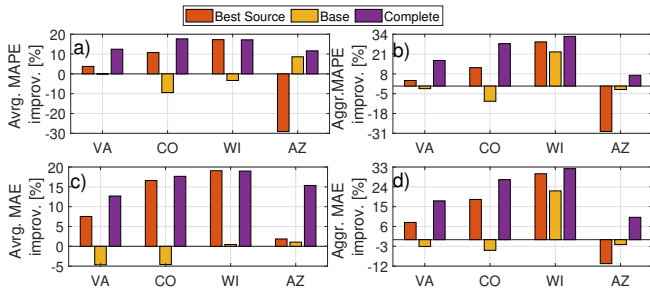 Best Source Base Complete
a)
Avrg. MAPE
improv. [%]
20
10
0
-10
-20
-30
VA CO WI AZ
b)
Aggr.MAPE
improv. [%]
34
21
8
-5
-18
-31
VA CO WI AZ
c)
Avrg. MAE
improv. [%]
20
15
10
5
0
-5
VA CO WI AZ
d)
Aggr. MAE
improv. [%]
33
24
15
6
-3
-12
VA CO WI AZ